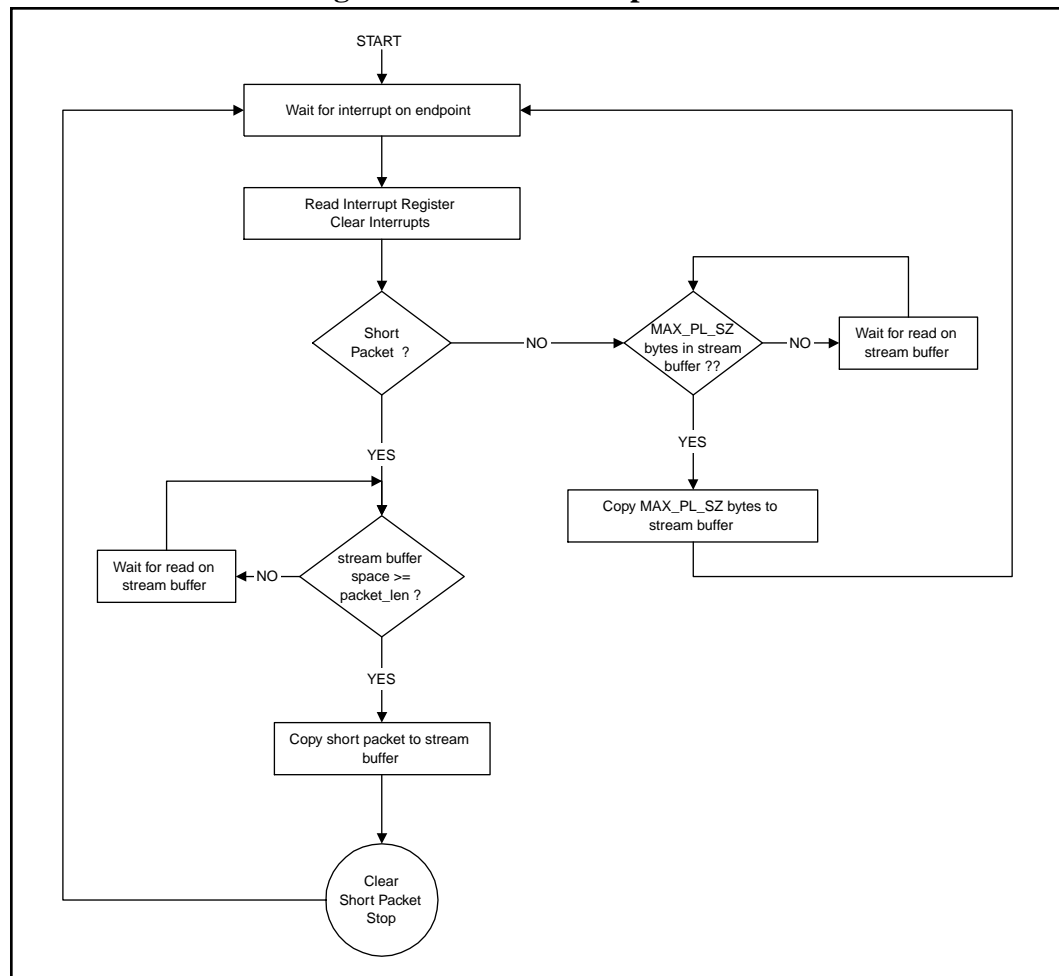 START
Wait for interrupt on endpoint
Read Interrupt Register
Clear Interrupts
Short
Packet ?
NO
MAX_PL_SZ
bytes in stream
buffer ??
NO
Wait for read on
stream buffer
YES
YES
Copy MAX_PL_SZ bytes to
stream buffer
Wait for read on
stream buffer
NO
stream buffer
space >=
packet_len ?
YES
Copy short packet to stream
buffer
Clear
Short Packet
Stop